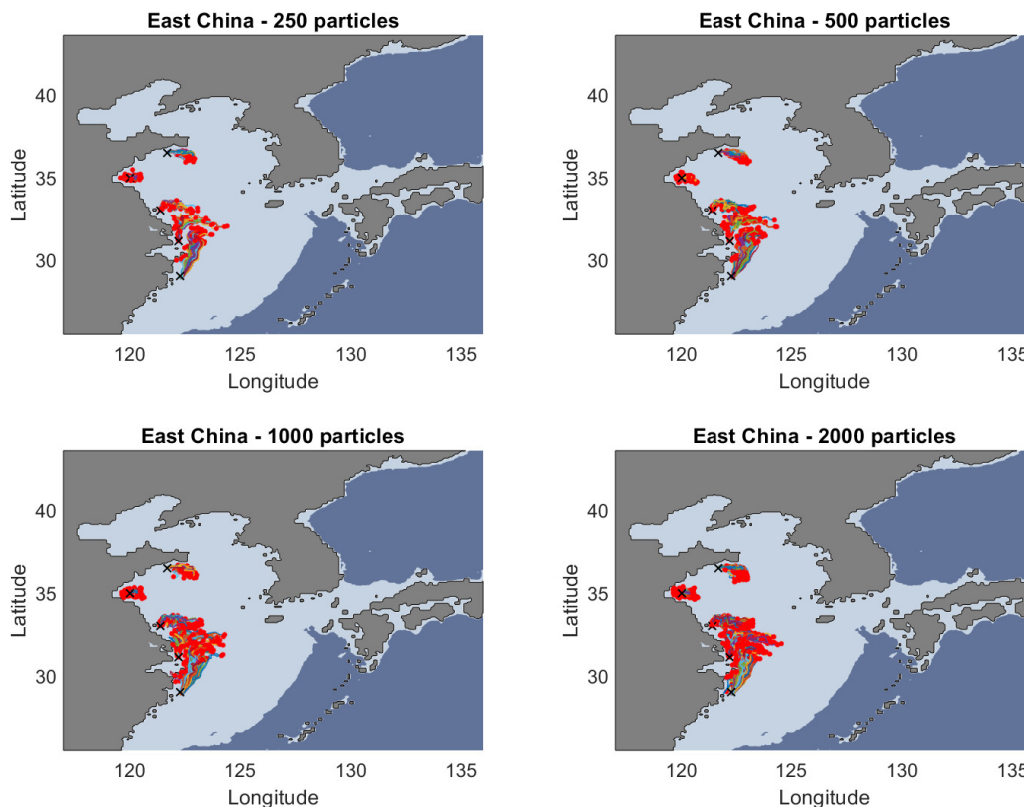 East China - 250 particles
40
35
30
Latitude
120 125 130 135
Longitude
East China - 500 particles
40
35
30
Latitude
120 125 130 135
Longitude
East China - 1000 particles
40
35
30
Latitude
120 125 130 135
Longitude
East China - 2000 particles
40
35
30
Latitude
120 125 130 135
Longitude